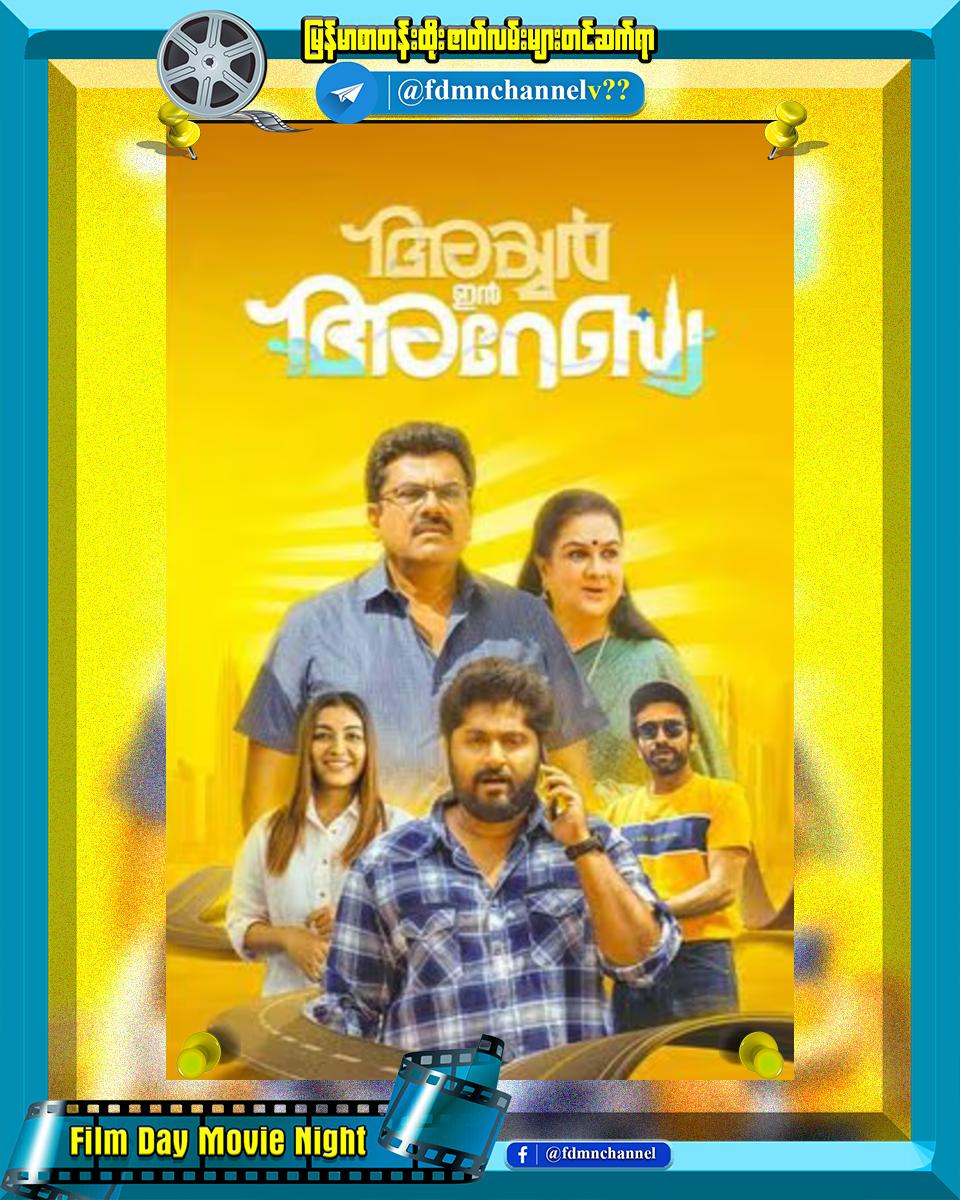 မြန်မာစာတန်းထိုးဇာတ်လမ်းများတင်ဆက်ရာ
@fdmnchannelv??
അയ്യർ
ഇൻ
അറേബ്യ
Film Day Movie Night
@fdmnchannel